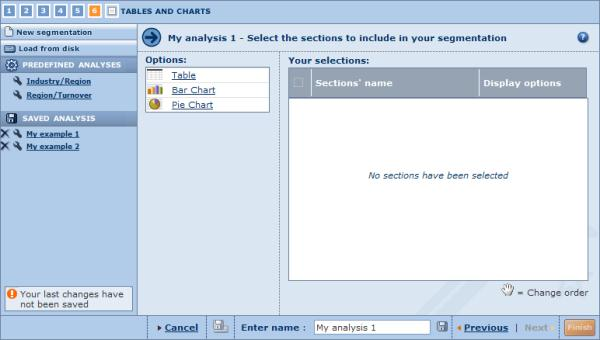 1 2 3 4 5 6 TABLES AND CHARTS
New segmentation
Load from disk
PREDEFINED ANALYSES
Industry/Region
Region/Turnover
SAVED ANALYSIS
My example 1
My example 2
Your last changes have
not been saved
My analysis 1 - Select the sections to include in your segmentation ?
Options:
Table
Bar Chart
Pie Chart
Your selections:
Sections' name Display options
No sections have been selected
= Change order
Cancel Enter name : My analysis 1 Previous | Next Finish